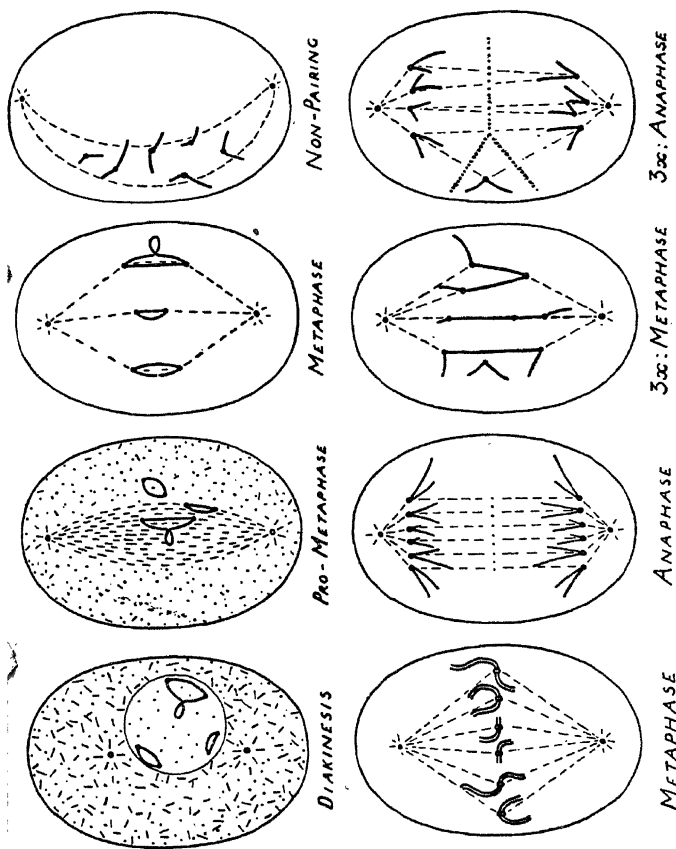 DIAKINESIS
PRO-METAPHASE
METAPHASE
NON-PAIRING
METAPHASE
ANAPHASE
3x: METAPHASE
3x: ANAPHASE